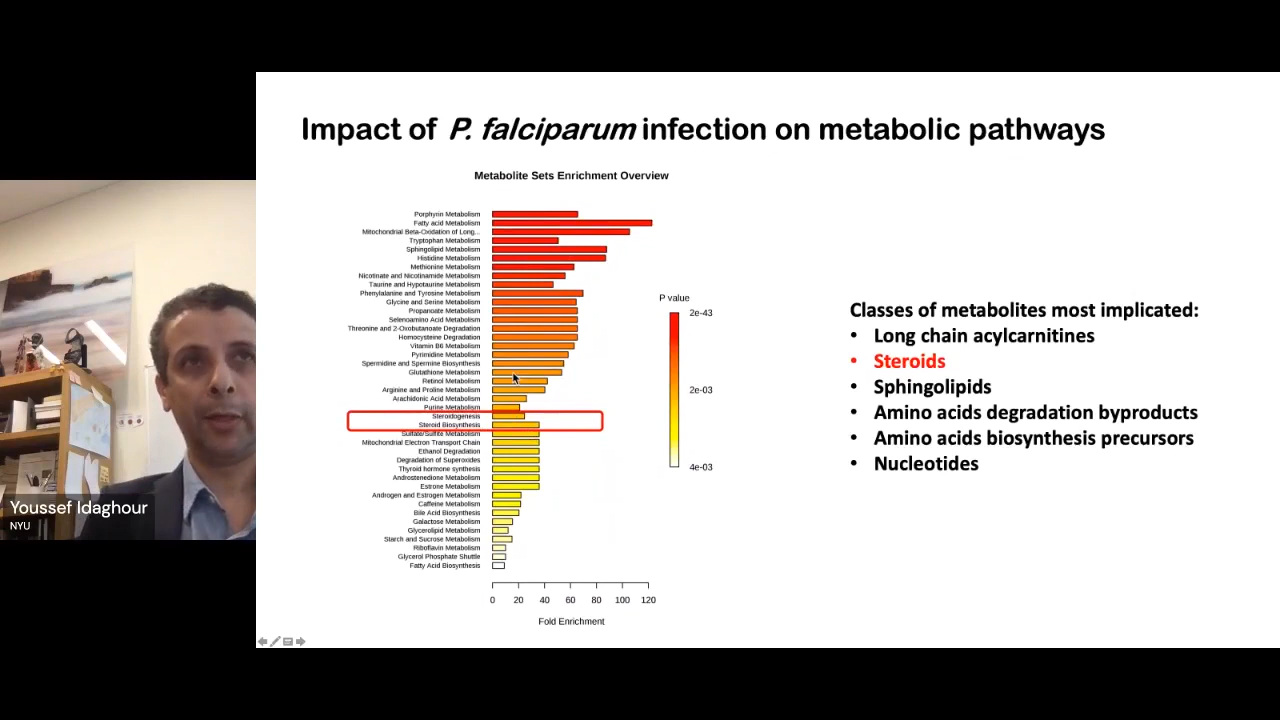 Impact of P. falciparum infection on metabolic pathways
Metabolite Sets Enrichment Overview
Porphyrin Metabolism
Fatty acid Metabolism
Mitochondrial Beta-Oxidation of Long...
Tryptophan Metabolism
Sphingolipid Metabolism
Histidine Metabolism
Methionine Metabolism
Nicotinate and Nicotinamide Metabolism
Taurine and Hypotaurine Metabolism
Phenylalanine and Tyrosine Metabolism
Glycine and Serine Metabolism
Propanoate Metabolism
Selenoamino Acid Metabolism
Threonine and 2-Oxobutanoate Degradation
Homocysteine Degradation
Vitamin B6 Metabolism
Pyrimidine Metabolism
Spermidine and Spermine Biosynthesis
Glutathione Metabolism
Retinol Metabolism
Arginine and Proline Metabolism
Arachidonic Acid Metabolism
Purine Metabolism
Steroidogenesis
Steroid Biosynthesis
Sulfate/Sulfite Metabolism
Mitochondrial Electron Transport Chain
Ethanol Degradation
Degradation of Superoxides
Thyroid hormone synthesis
Androstenedione Metabolism
Estrone Metabolism
Androgen and Estrogen Metabolism
Caffeine Metabolism
Bile Acid Biosynthesis
Galactose Metabolism
Glycerolipid Metabolism
Starch and Sucrose Metabolism
Riboflavin Metabolism
Glycerol Phosphate Shuttle
Fatty Acid Biosynthesis
0 20 40 60 80 100 120
Fold Enrichment
P value
2e-43
2e-03
4e-03
Classes of metabolites most implicated:
• Long chain acylcarnitines
• Steroids
• Sphingolipids
• Amino acids degradation byproducts
• Amino acids biosynthesis precursors
• Nucleotides
Youssef Idaghour
NYU